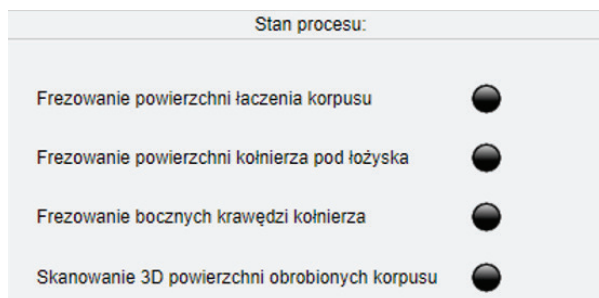 Stan procesu:
Frezowanie powierzchni łaczenia korpusu
Frezowanie powierzchni kołnierza pod łożyska
Frezowanie bocznych krawędzi kołnierza
Skanowanie 3D powierzchni obrobionych korpusu